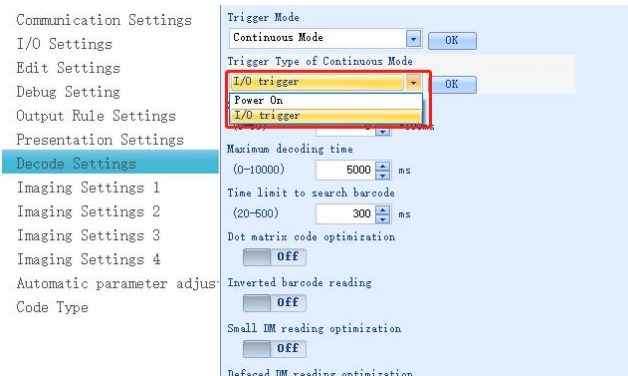 Communication Settings
I/O Settings
Edit Settings
Debug Setting
Output Rule Settings
Presentation Settings
Decode Settings
Imaging Settings 1
Imaging Settings 2
Imaging Settings 3
Imaging Settings 4
Automatic parameter adjus
Code Type
Trigger Mode
Continuous Mode
OK
Trigger Type of Continuous Mode
I/O trigger
OK
Power On
I/O trigger
Maximum decoding time
(0-10000) 5000 ms
Time limit to search barcode
(20-500) 300 ms
Dot matrix code optimization
Off
Inverted barcode reading
Off
Small DM reading optimization
Off
Defaced DM reading optimization